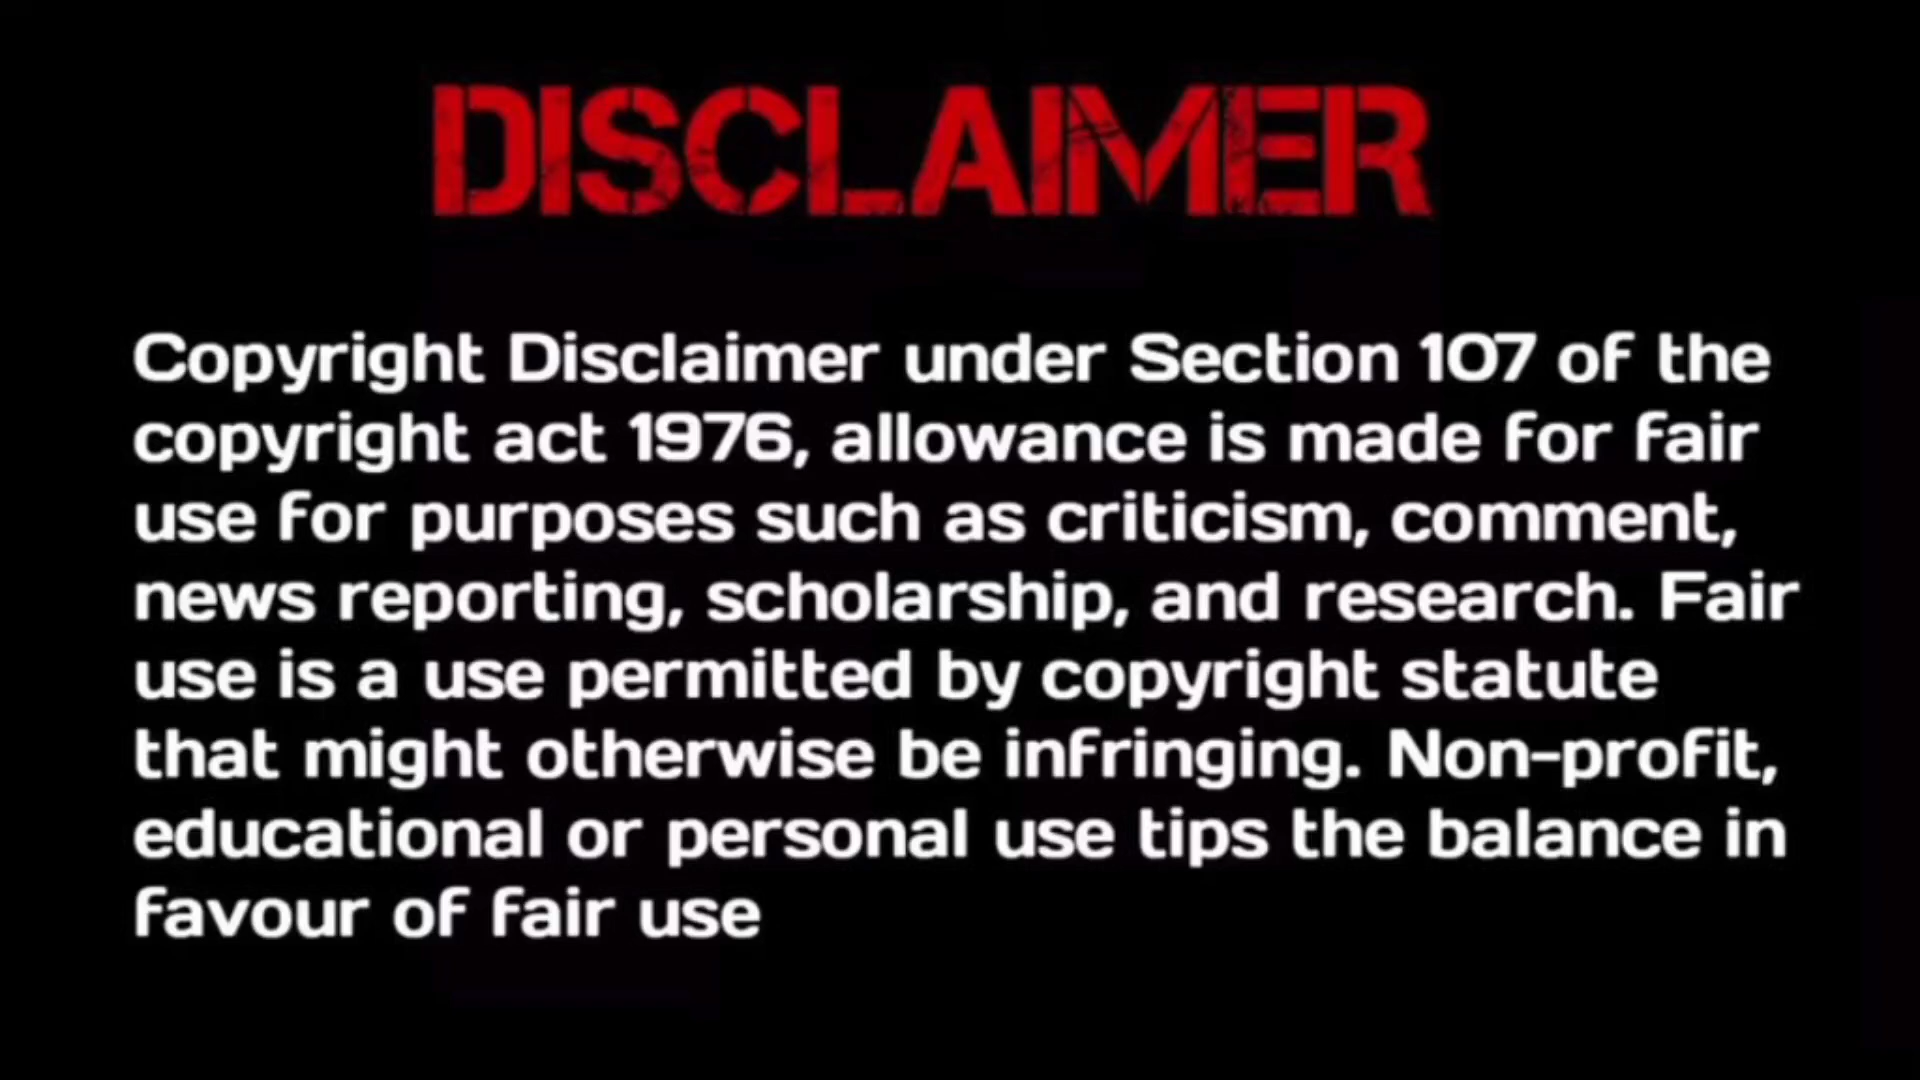 DISCLAIMER
Copyright Disclaimer under Section 107 of the
copyright act 1976, allowance is made for fair
use for purposes such as criticism, comment,
news reporting, scholarship, and research. Fair
use is a use permitted by copyright statute
that might otherwise be infringing. Non-profit,
educational or personal use tips the balance in
favour of fair use